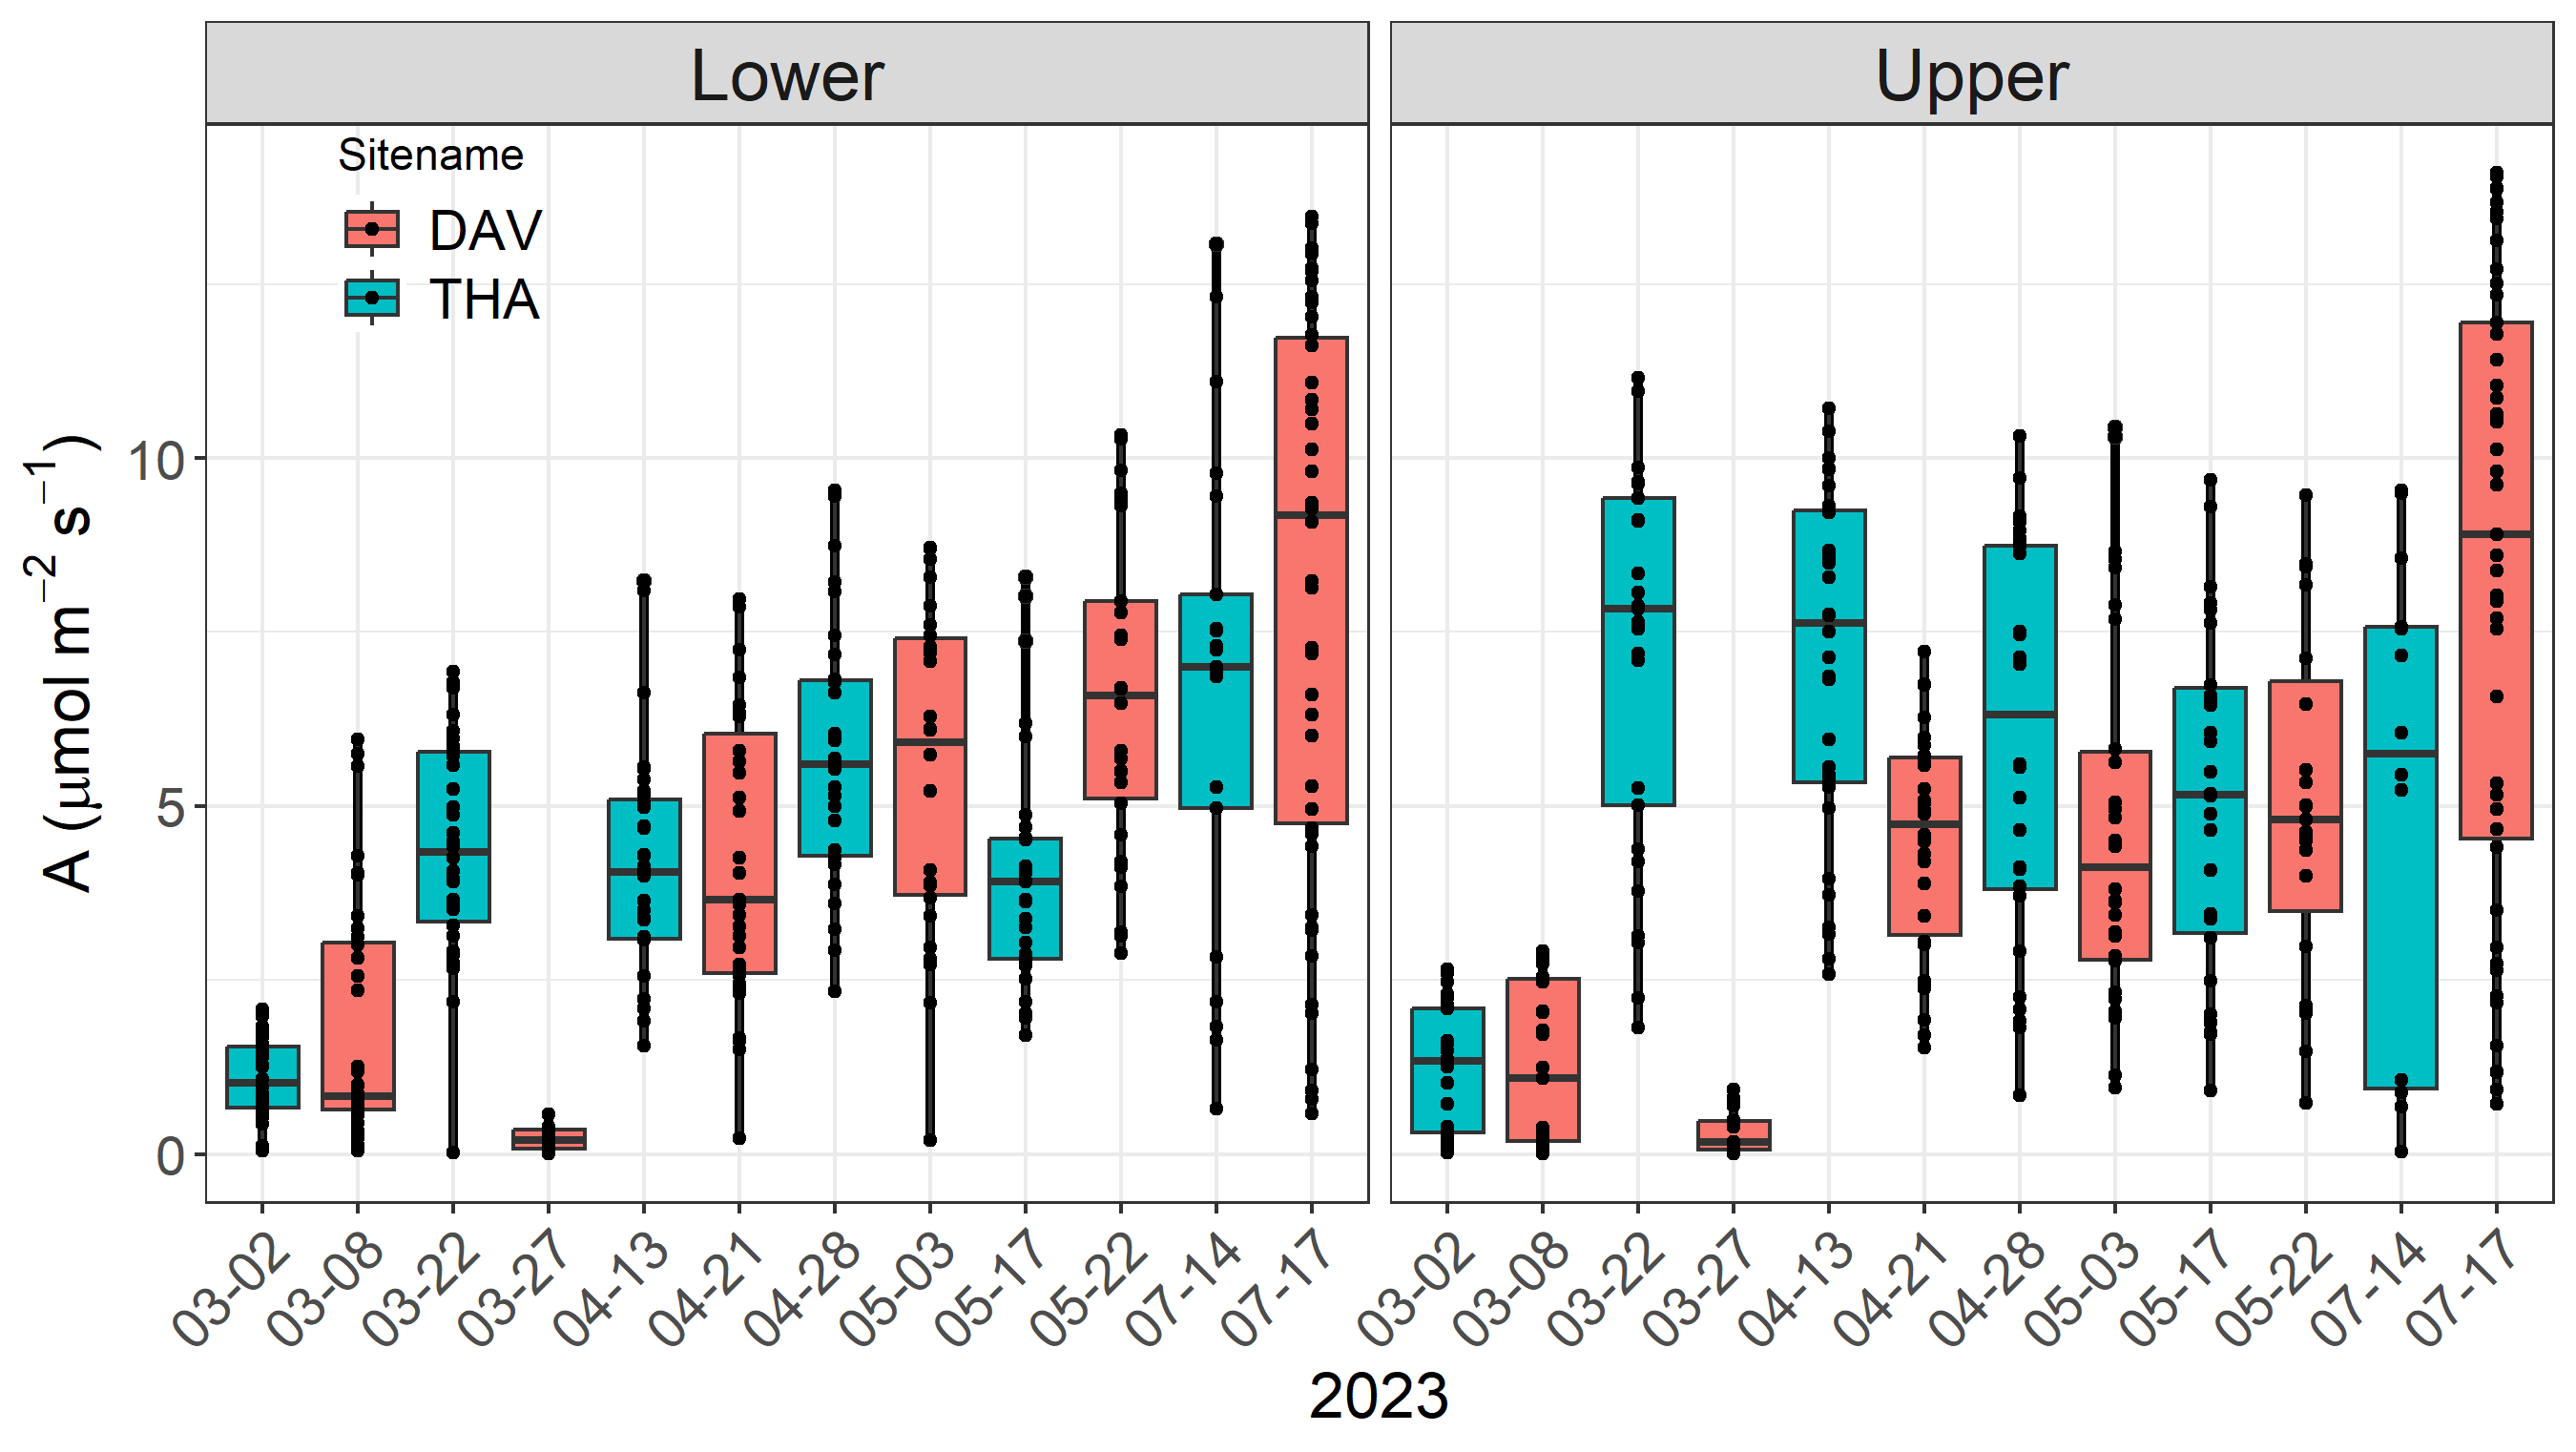 Lower
Upper
Sitename
DAV
THA
A (μmol m⁻² s⁻¹)
10
5
0
03-02 03-08 03-22 03-27 04-13 04-21 04-28 05-03 05-17 05-22 07-14 07-17
03-02 03-08 03-22 03-27 04-13 04-21 04-28 05-03 05-17 05-22 07-14 07-17
2023